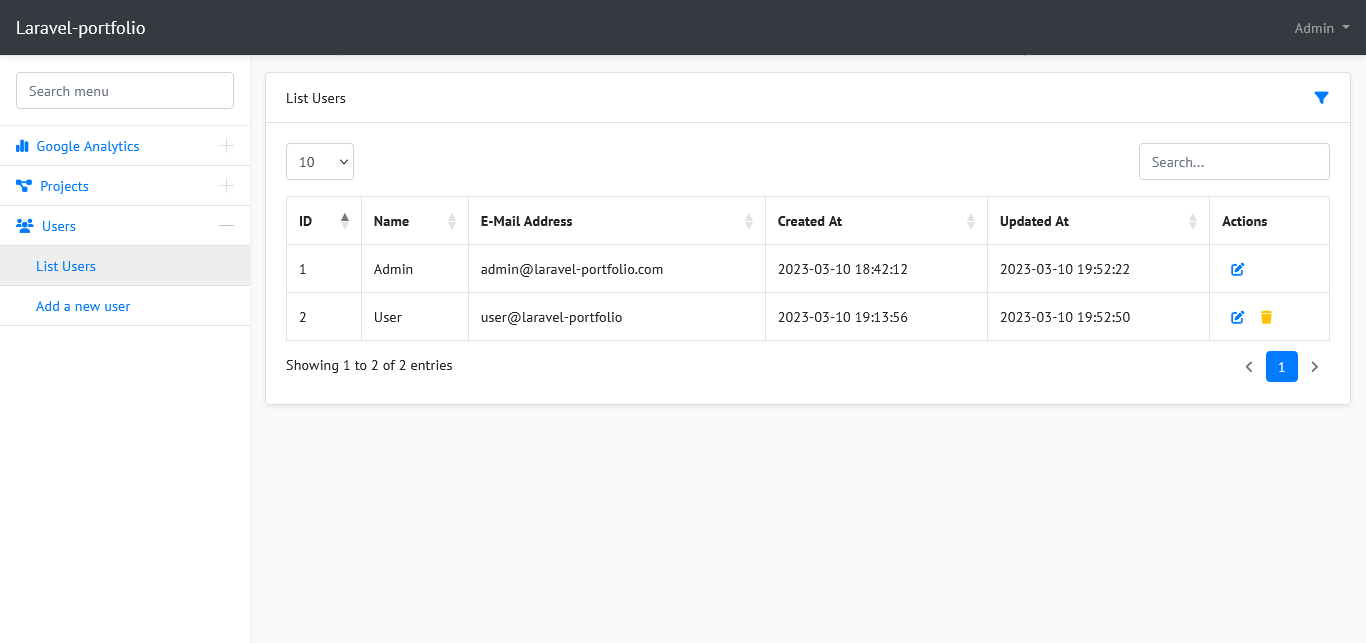 Laravel-portfolio
Admin
Search menu
Google Analytics
Projects
Users
List Users
Add a new user
List Users
10
Search...
ID Name E-Mail Address Created At Updated At Actions
1 Admin admin@laravel-portfolio.com 2023-03-10 18:42:12 2023-03-10 19:52:22
2 User user@laravel-portfolio 2023-03-10 19:13:56 2023-03-10 19:52:50
Showing 1 to 2 of 2 entries
1